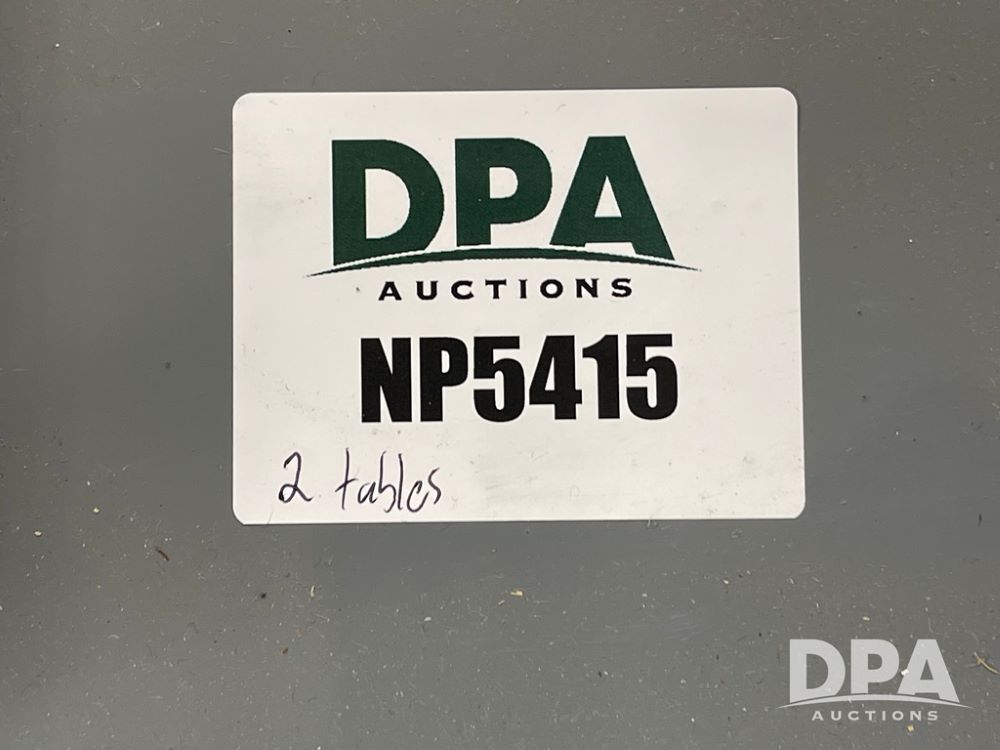 DPA
AUCTIONS
NP5415
2 tables
DPA
AUCTIONS